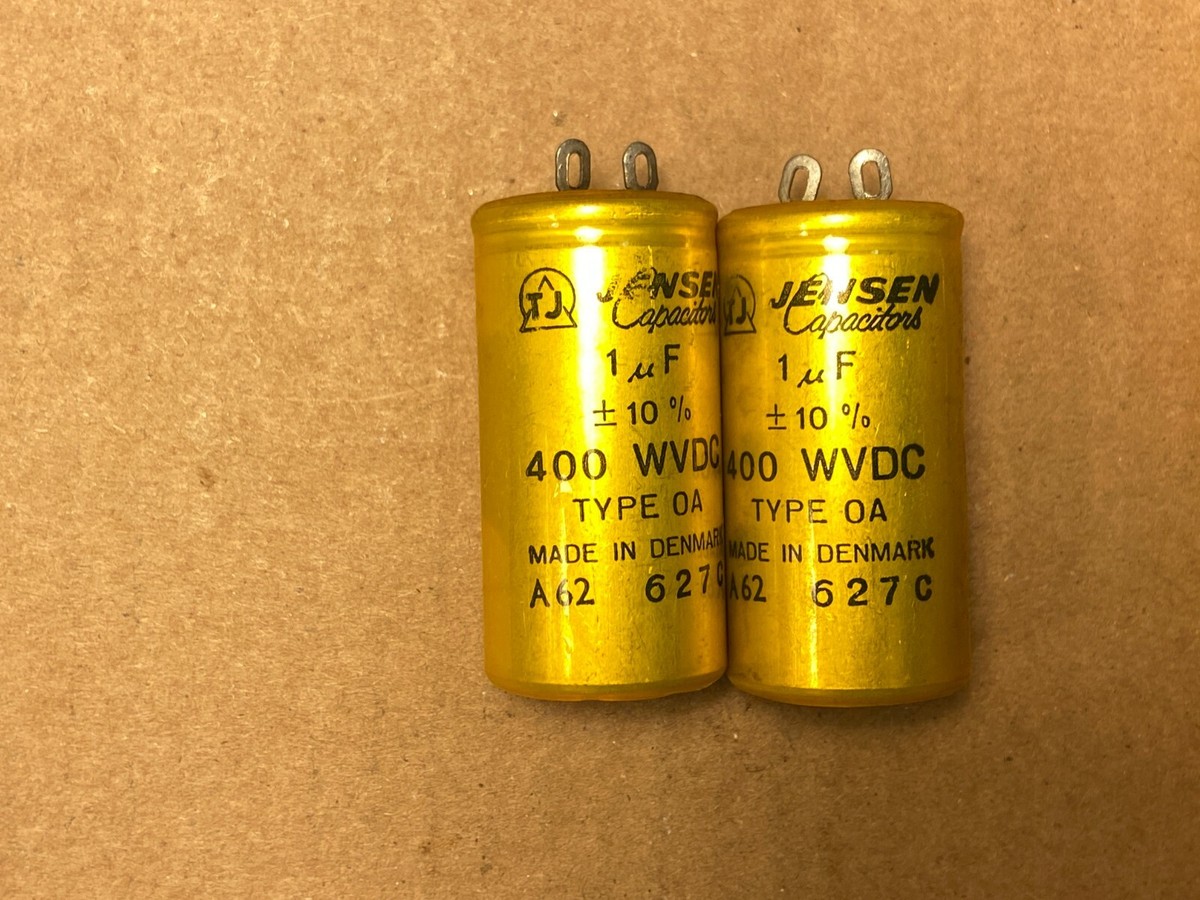 TJ JENSEN
Capacitors
1 µF
± 10 %
400 WVDC
TYPE OA
MADE IN DENMARK
A62 627C
TJ JENSEN
Capacitors
1 µF
± 10 %
400 WVDC
TYPE OA
MADE IN DENMARK
A62 627C